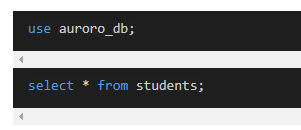 use auroro_db;
select * from students;